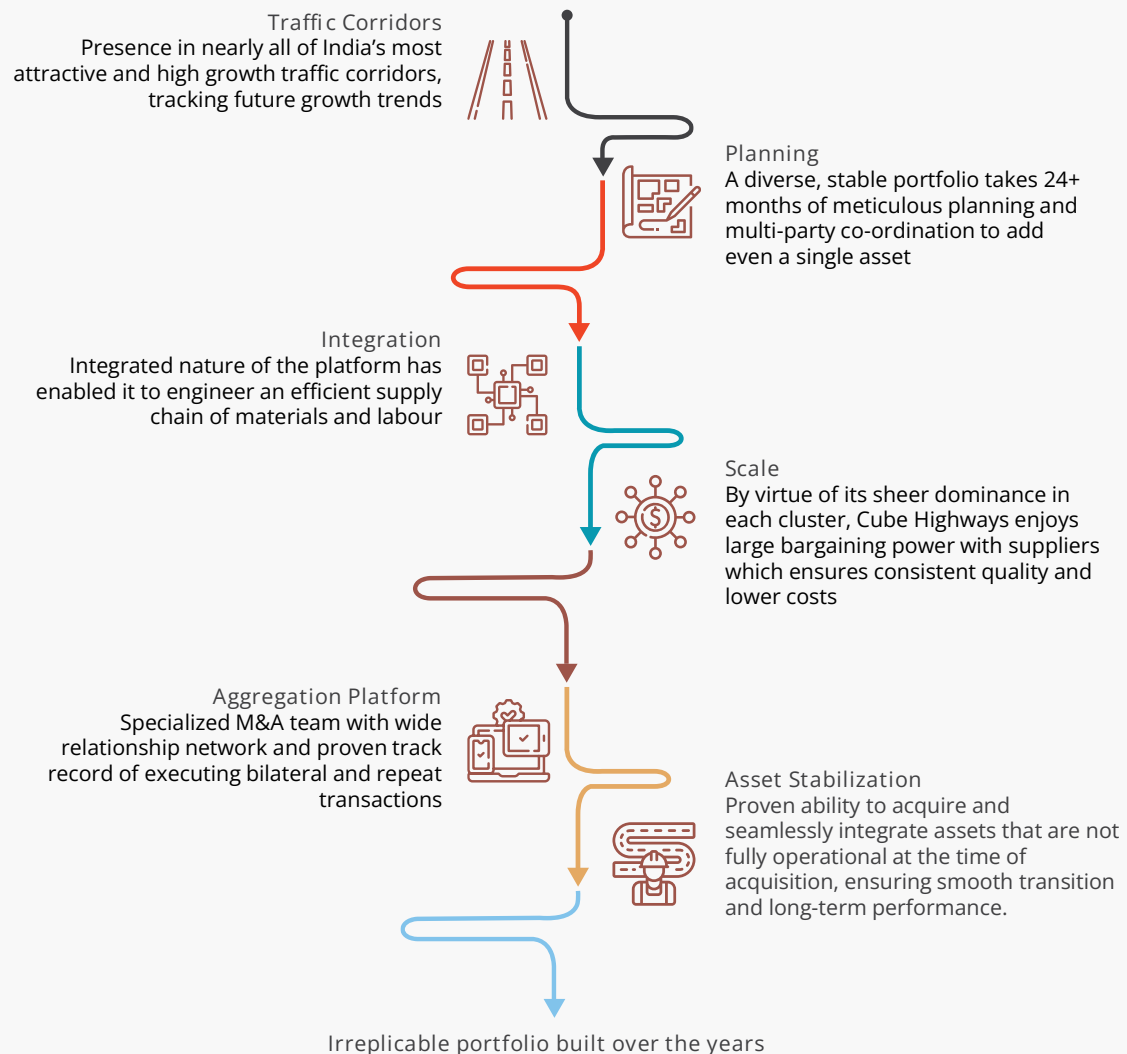 Traffic Corridors
Presence in nearly all of India’s most
attractive and high growth traffic corridors,
tracking future growth trends
Planning
A diverse, stable portfolio takes 24+
months of meticulous planning and
multi-party co-ordination to add
even a single asset
Integration
Integrated nature of the platform has
enabled it to engineer an efficient supply
chain of materials and labour
Scale
By virtue of its sheer dominance in
each cluster, Cube Highways enjoys
large bargaining power with suppliers
which ensures consistent quality and
lower costs
$
Aggregation Platform
Specialized M&A team with wide
relationship network and proven track
record of executing bilateral and repeat
transactions
Asset Stabilization
Proven ability to acquire and
seamlessly integrate assets that are not
fully operational at the time of
acquisition, ensuring smooth transition
and long-term performance.
Irreplicable portfolio built over the years